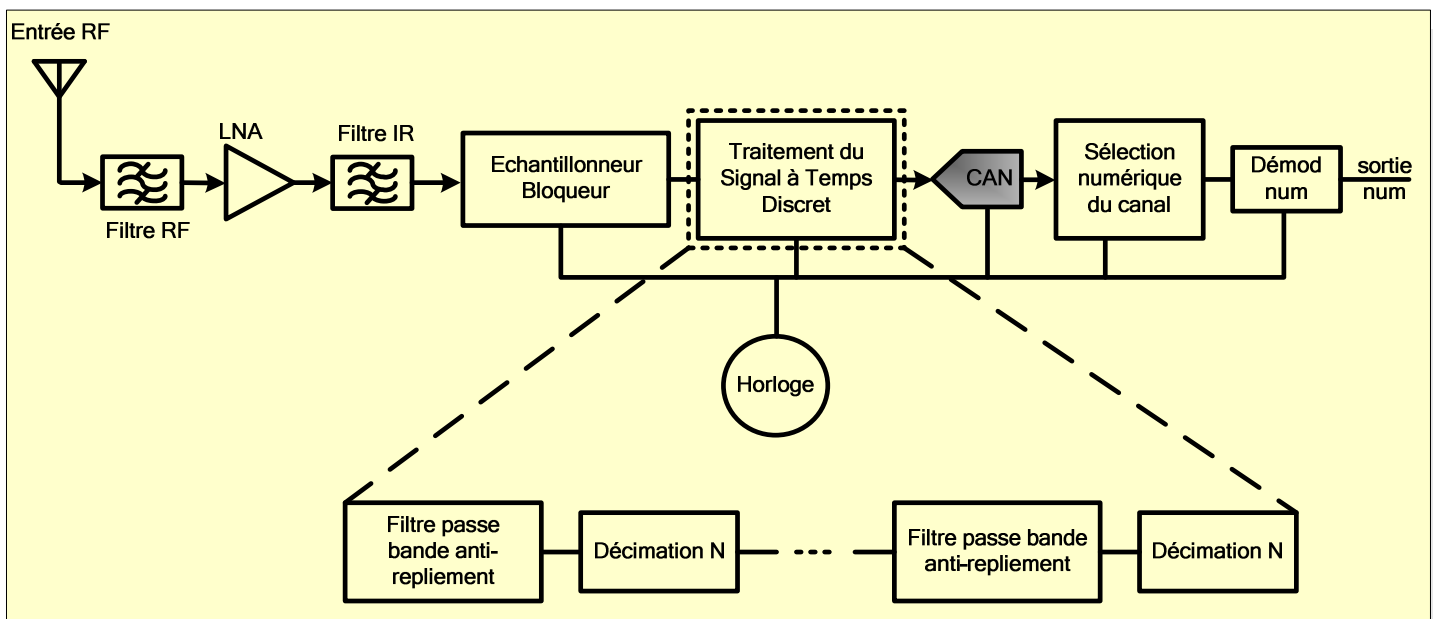 Entrée RF
LNA
Filtre IR
Filtre RF
Echantillonneur
Bloqueur
Traitement du
Signal à Temps
Discret
CAN
Sélection
numérique
du canal
Démod
num
sortie
num
Horloge
Filtre passe
bande anti-
repliement
Décimation N
Filtre passe bande
anti-repliement
Décimation N